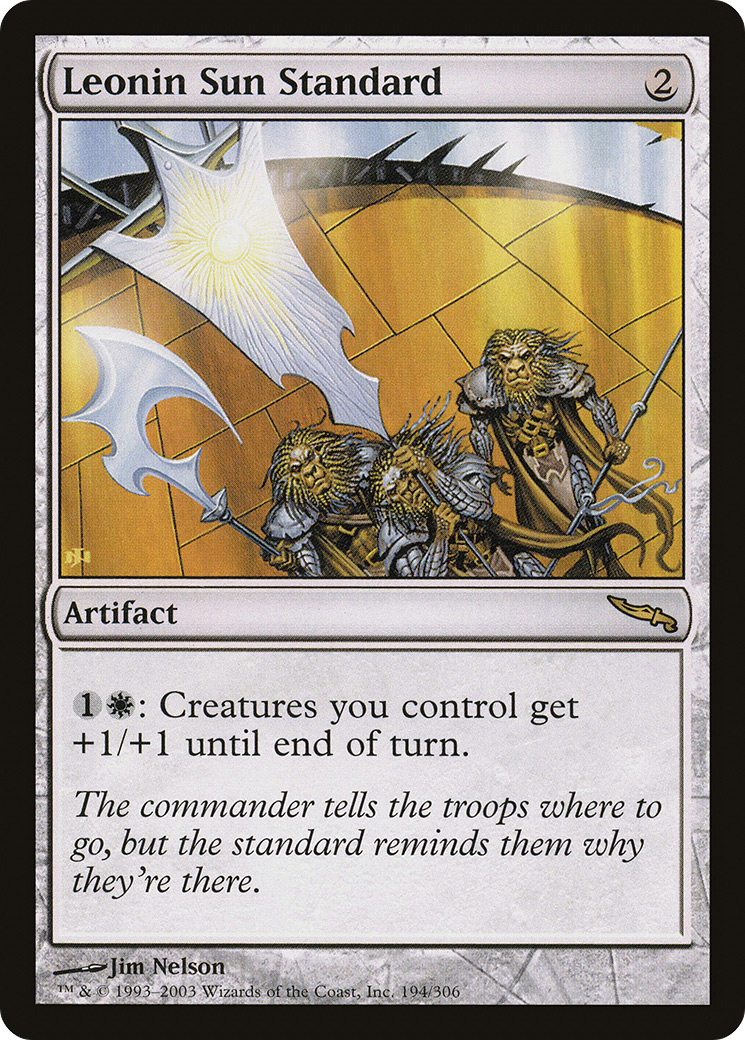 Leonin Sun Standard 2
Artifact
1: Creatures you control get
+1/+1 until end of turn.
The commander tells the troops where to
go, but the standard reminds them why
they're there.
Jim Nelson
™ & © 1993–2003 Wizards of the Coast, Inc. 194/306